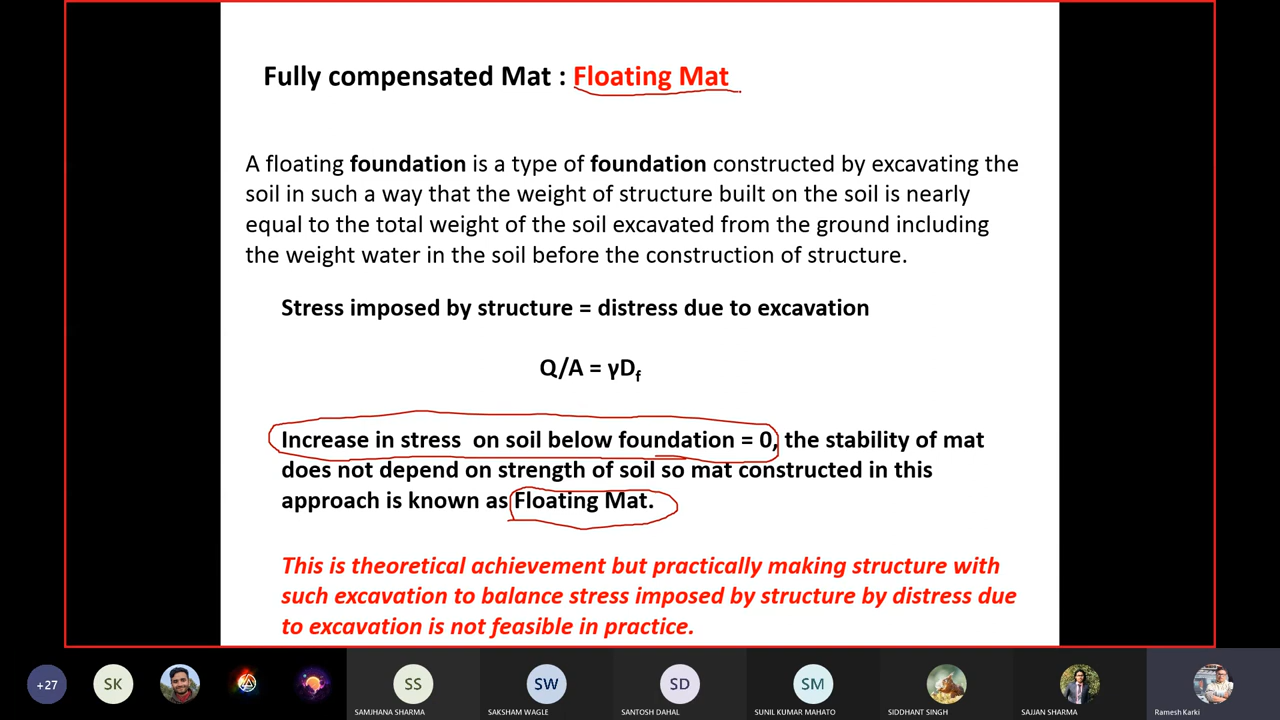 Fully compensated Mat : Floating Mat
A floating foundation is a type of foundation constructed by excavating the
soil in such a way that the weight of structure built on the soil is nearly
equal to the total weight of the soil excavated from the ground including
the weight water in the soil before the construction of structure.
Stress imposed by structure = distress due to excavation
Q/A = γDf
Increase in stress on soil below foundation = 0, the stability of mat
does not depend on strength of soil so mat constructed in this
approach is known as Floating Mat.
This is theoretical achievement but practically making structure with
such excavation to balance stress imposed by structure by distress due
to excavation is not feasible in practice.
+27 SK SS SW SD SM
SAMJHANA SHARMA SAKSHAM WAGLE SANTOSH DAHAL SUNIL KUMAR MAHATO SIDDHANT SINGH SAJJAN SHARMA Ramesh Karki